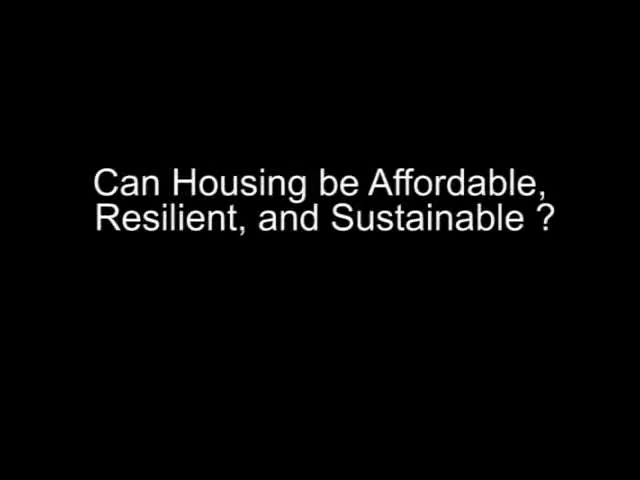 Can Housing be Affordable,
Resilient, and Sustainable ?